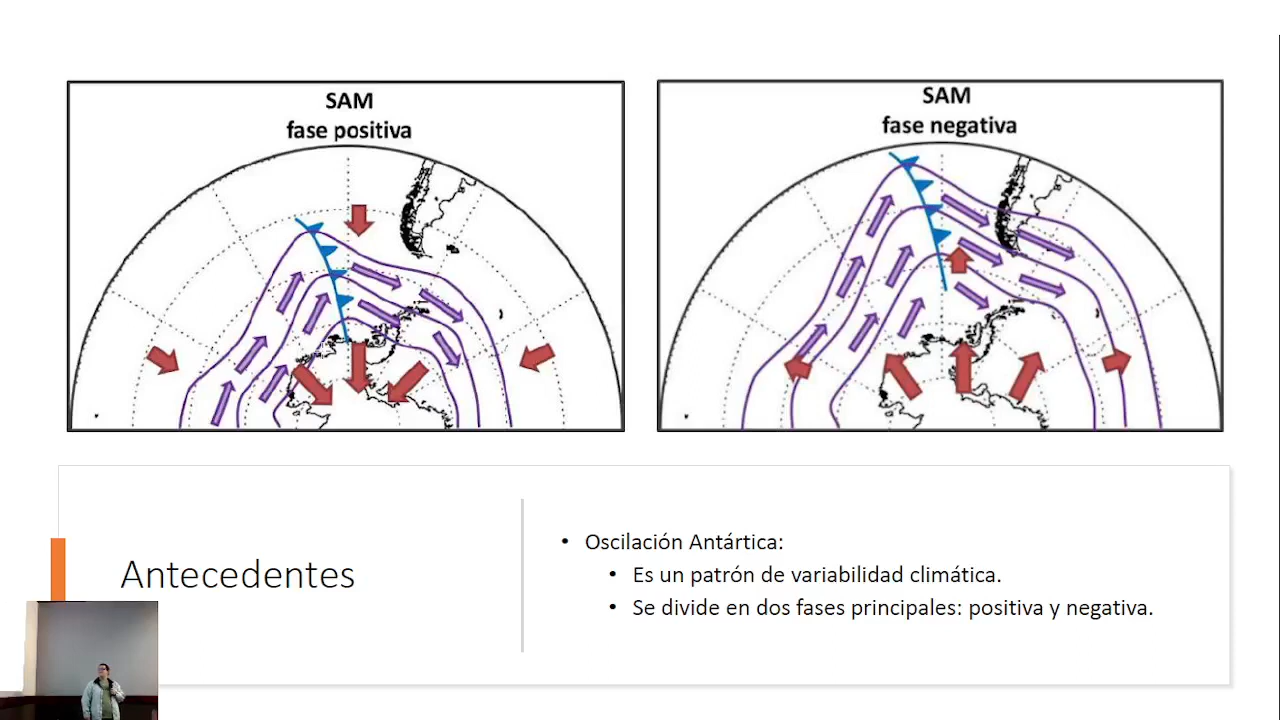 SAM
fase positiva
SAM
fase negativa
Antecedentes
• Oscilación Antártica:
• Es un patrón de variabilidad climática.
• Se divide en dos fases principales: positiva y negativa.